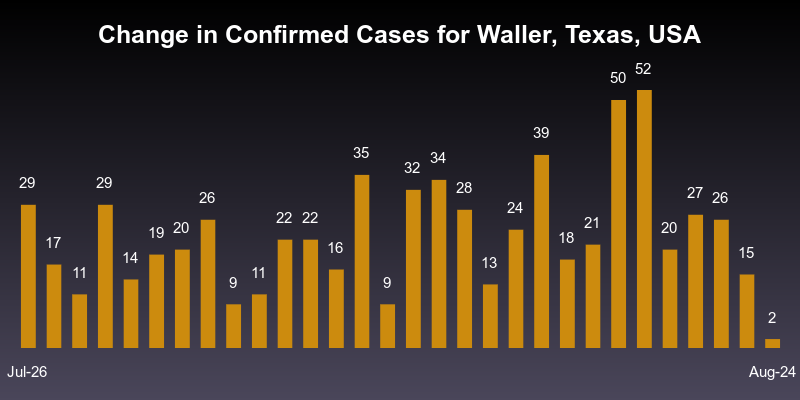 Change in Confirmed Cases for Waller, Texas, USA
29 17 11 29 14 19 20 26 9 11 22 22 16 35 9 32 34 28 13 24 39 18 21 50 52 20 27 26 15 2
Jul-26 Aug-24